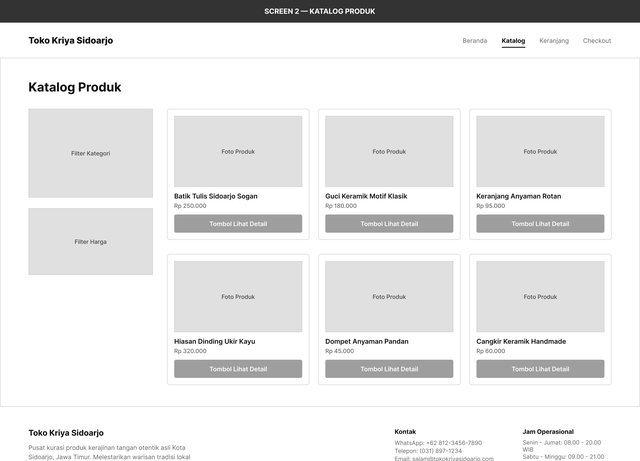 SCREEN 2 — KATALOG PRODUK
Toko Kriya Sidoarjo
Beranda
Katalog
Keranjang
Checkout
Katalog Produk
Filter Kategori
Filter Harga
Foto Produk
Batik Tulis Sidoarjo Sogan
Rp 250.000
Tombol Lihat Detail
Foto Produk
Guci Keramik Motif Klasik
Rp 180.000
Tombol Lihat Detail
Foto Produk
Keranjang Anyaman Rotan
Rp 95.000
Tombol Lihat Detail
Foto Produk
Hiasan Dinding Ukir Kayu
Rp 320.000
Tombol Lihat Detail
Foto Produk
Dompet Anyaman Pandan
Rp 45.000
Tombol Lihat Detail
Foto Produk
Cangkir Keramik Handmade
Rp 60.000
Tombol Lihat Detail
Toko Kriya Sidoarjo
Pusat kurasi produk kerajinan tangan otentik asli Kota
Sidoarjo, Jawa Timur. Melestarikan warisan tradisi lokal
Kontak
WhatsApp: +62 812-3456-7890
Telepon: (031) 897-1234
Email: salam@tokokriyasidoarjo.com
Jam Operasional
Senin - Jumat: 08.00 - 20.00
WIB
Sabtu - Minggu: 09.00 - 21.00